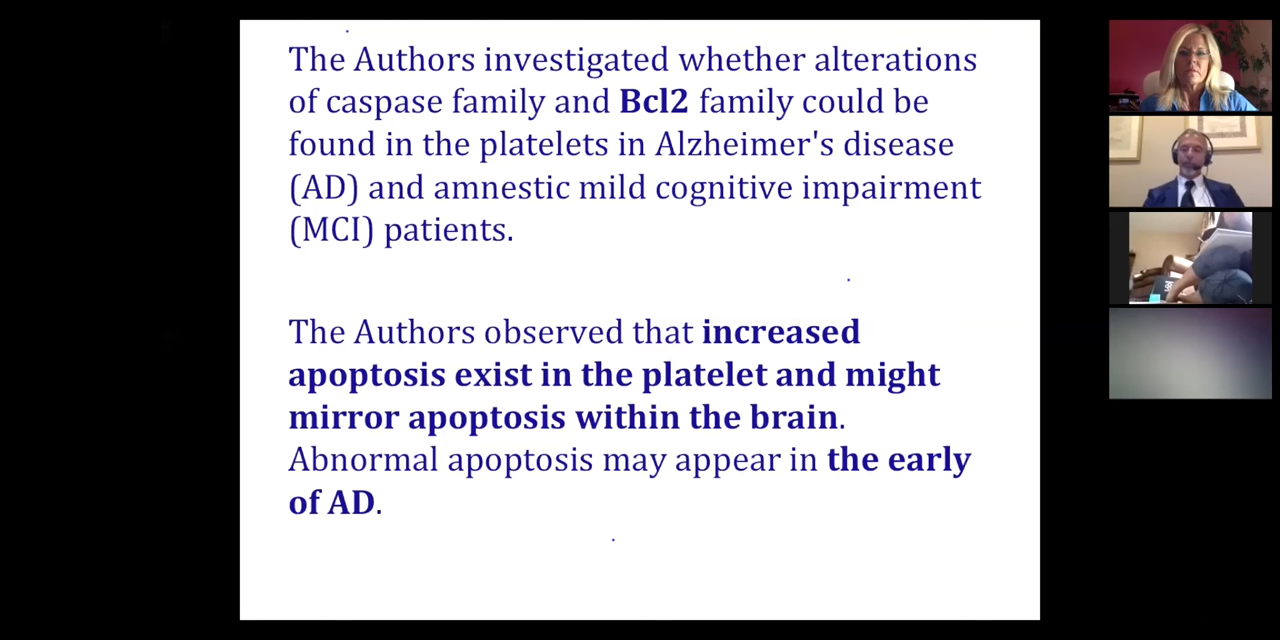 The Authors investigated whether alterations
of caspase family and Bcl2 family could be
found in the platelets in Alzheimer's disease
(AD) and amnestic mild cognitive impairment
(MCI) patients.
The Authors observed that increased
apoptosis exist in the platelet and might
mirror apoptosis within the brain.
Abnormal apoptosis may appear in the early
of AD.